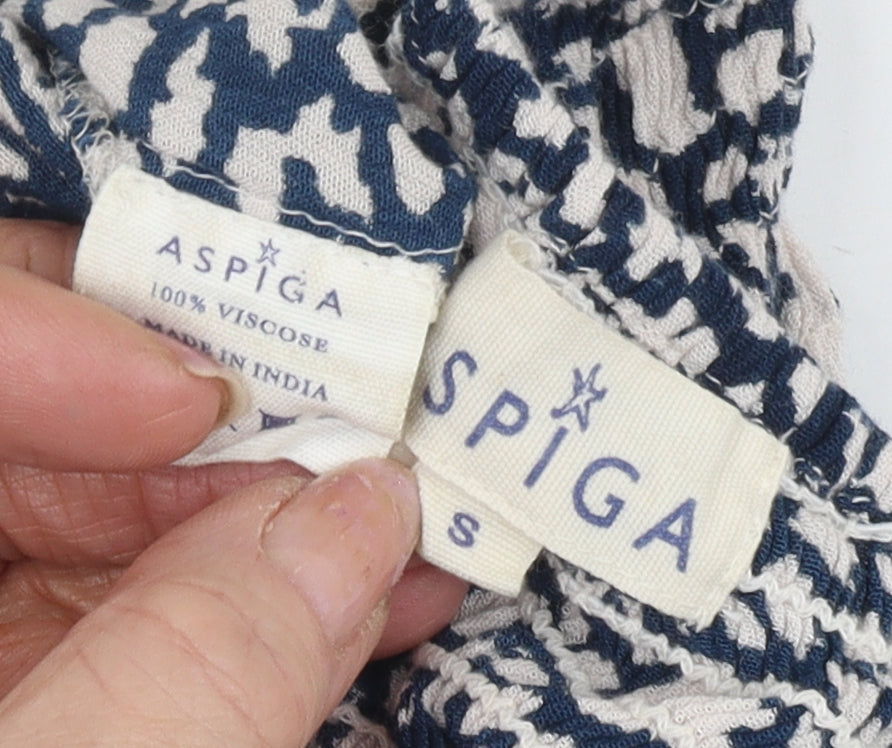 ASPIGA
100% VISCOSE
MADE IN INDIA
SPIGA
S